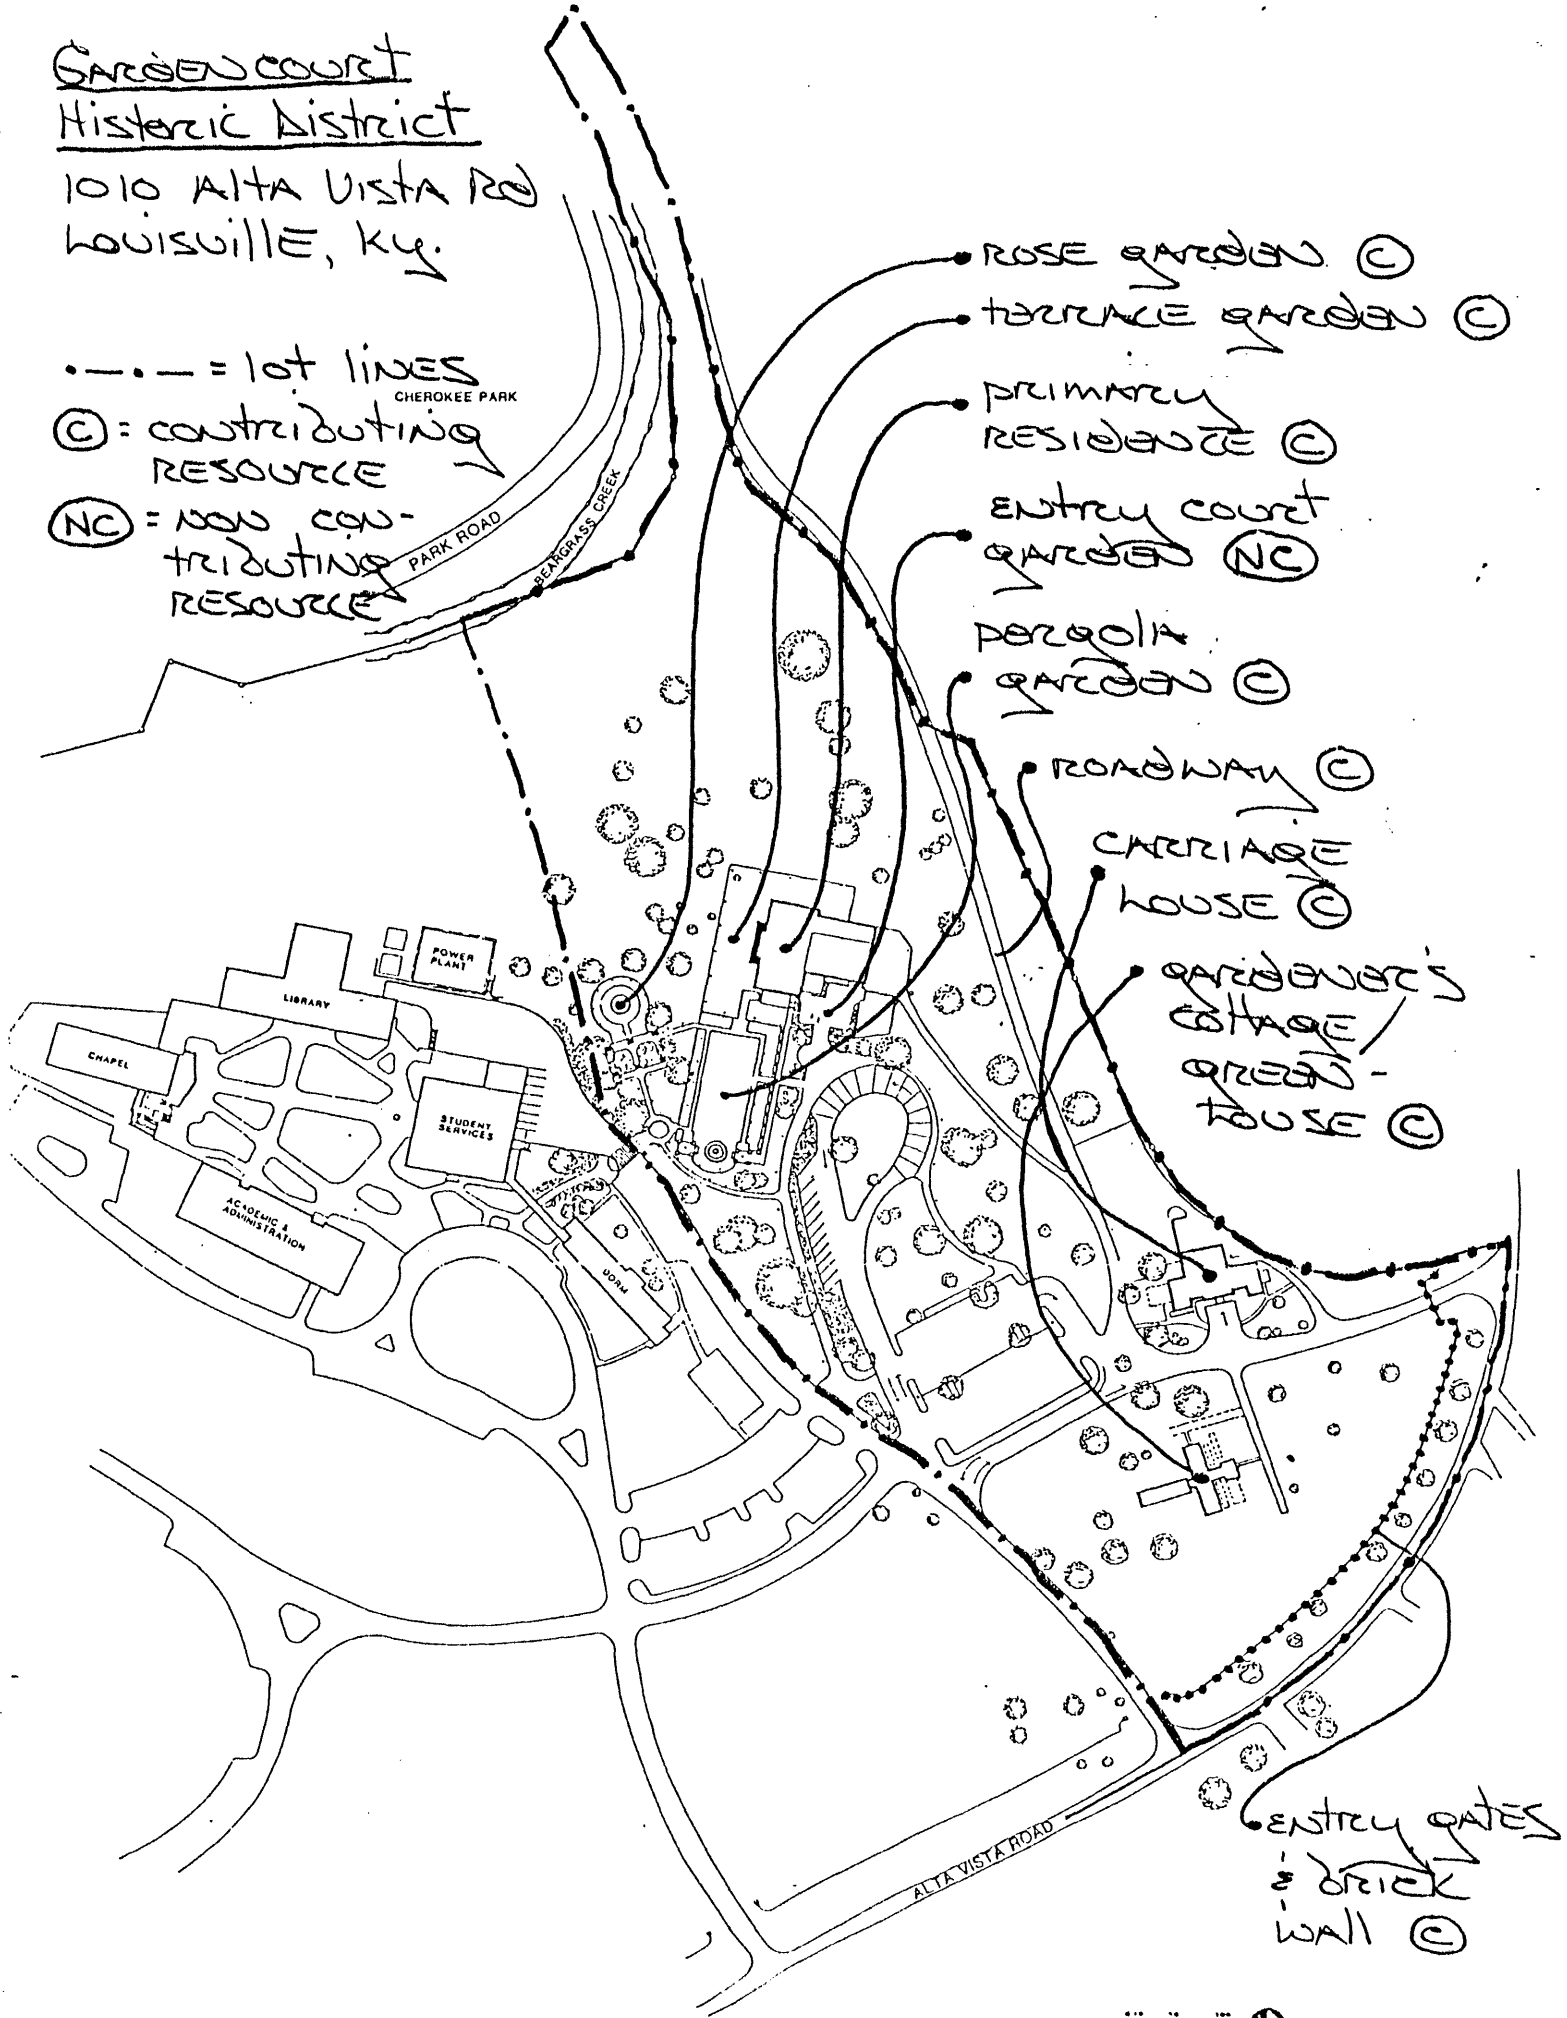 GARDENCOURT
Historic District
1010 Alta Vista Rd
Louisville, Ky.
= lot lines
CHEROKEE PARK
C = contributing
RESOURCE
NC = NON CON-
TRIBUTING
RESOURCE
PARK ROAD
BEARGRASS CREEK
ROSE GARDEN C
TERRACE GARDEN C
PRIMARY
RESIDENCE C
ENTRY COURT
GARDEN NC
PERGOLA
GARDEN C
ROADWAY C
CARRIAGE
HOUSE C
GARDENER'S
COTTAGE /
GREEN-
HOUSE C
POWER
PLANT
LIBRARY
CHAPEL
STUDENT
SERVICES
ACADEMIC &
ADMINISTRATION
DORM
ALTA VISTA ROAD
ENTRY GATES
& BRICK
WALL C